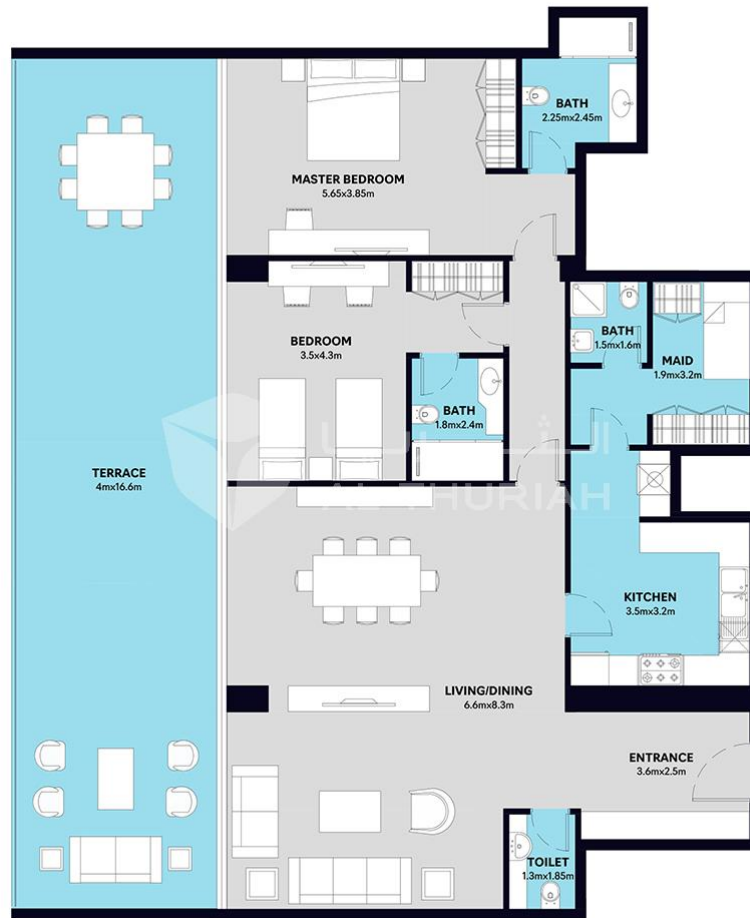 BATH
2.25mx2.45m
MASTER BEDROOM
5.65x3.85m
BEDROOM
3.5x4.3m
BATH
1.5mx1.6m
MAID
1.9mx3.2m
BATH
1.8mx2.4m
TERRACE
4mx16.6m
AL THURIAH
KITCHEN
3.5mx3.2m
LIVING/DINING
6.6mx8.3m
ENTRANCE
3.6mx2.5m
TOILET
1.3mx1.85m